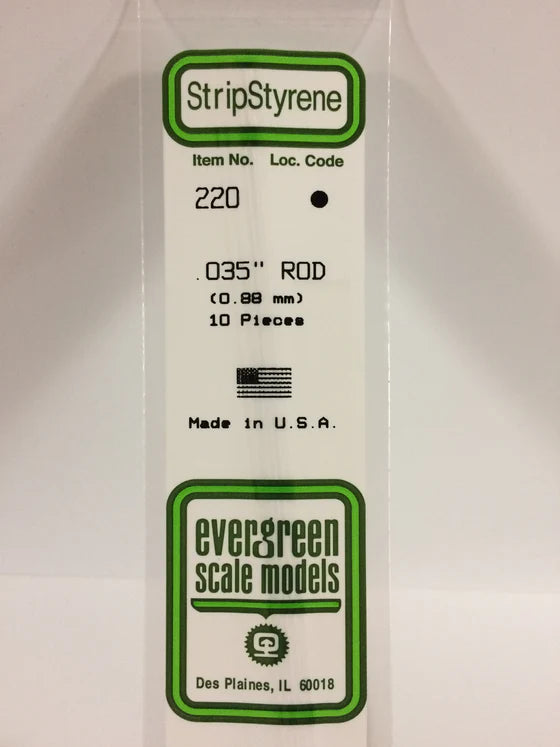 StripStyrene
Item No. Loc. Code
220 ●
.035" ROD
(0.88 mm)
10 Pieces
Made in U.S.A.
evergreen
scale models
Des Plaines, IL 60018